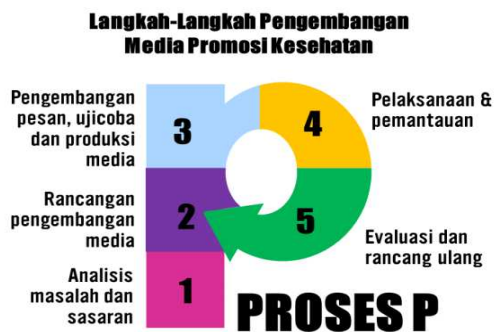 Langkah-Langkah Pengembangan
Media Promosi Kesehatan
Pengembangan
pesan, ujicoba
dan produksi
media
3
4
Pelaksanaan &
pemantauan
Rancangan
pengembangan
media
2
5
Evaluasi dan
rancang ulang
Analisis
masalah dan
sasaran
1
PROSES P